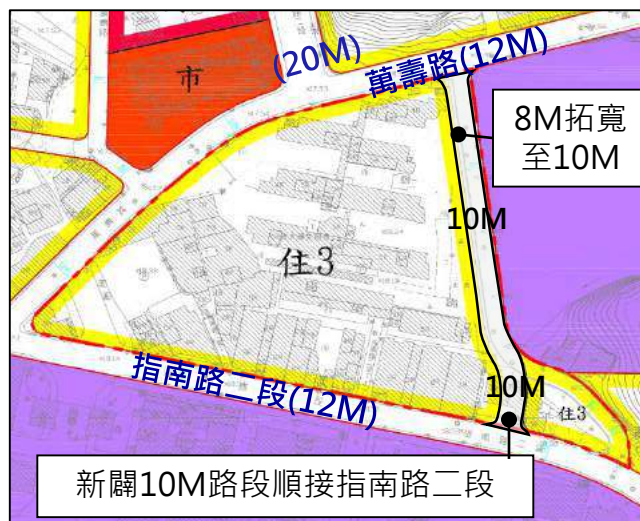 市
(20M)
萬壽路(12M)
8M拓寬
至10M
10M
住3
指南路二段(12M)
10M
住3
新闢10M路段順接指南路二段